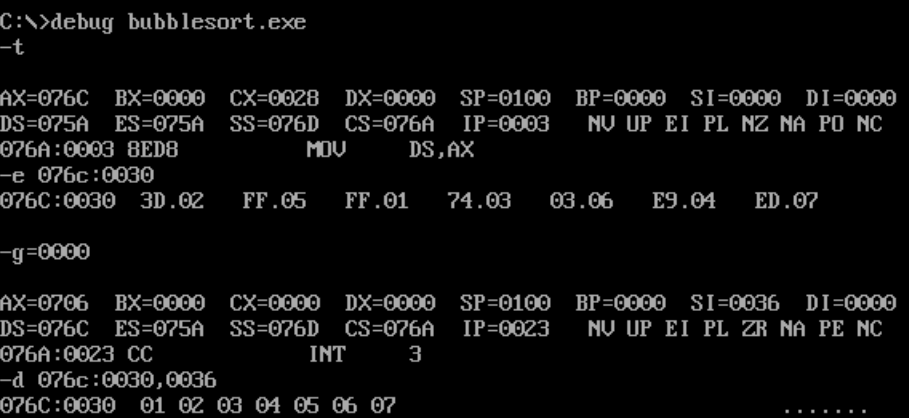 C:\>debug bubblesort.exe
-t
AX=076C BX=0000 CX=0028 DX=0000 SP=0100 BP=0000 SI=0000 DI=0000
DS=075A ES=075A SS=076D CS=076A IP=0003 NV UP EI PL NZ NA PO NC
076A:0003 8ED8 MOV DS,AX
-e 076c:0030
076C:0030 3D.02 FF.05 FF.01 74.03 03.06 E9.04 ED.07
-g=0000
AX=0706 BX=0000 CX=0000 DX=0000 SP=0100 BP=0000 SI=0036 DI=0000
DS=076C ES=075A SS=076D CS=076A IP=0023 NV UP EI PL ZR NA PE NC
076A:0023 CC INT 3
-d 076c:0030,0036
076C:0030 01 02 03 04 05 06 07 .......